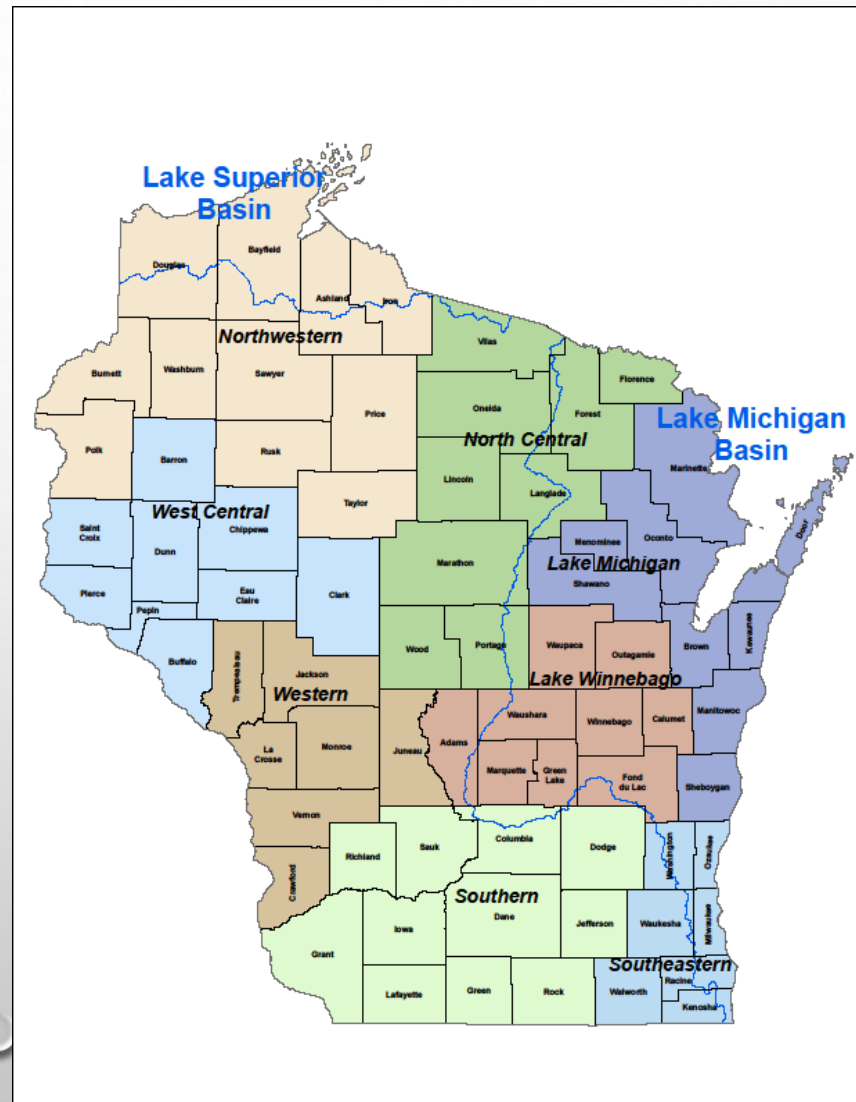 Lake Superior
Basin
Bayfield
Douglas
Ashland
Iron
Northwestern
Vilas
Burnett
Washburn
Sawyer
Florence
Price
Oneida
Forest
Lake Michigan
Basin
North Central
Polk
Barron
Rusk
Marinette
Lincoln
Langlade
Taylor
West Central
Saint
Croix
Chippewa
Door
Dunn
Menominee
Oconto
Marathon
Lake Michigan
Shawano
Pierce
Eau
Claire
Clark
Pepin
Wood
Portage
Waupaca
Outagamie
Brown
Kewaunee
Buffalo
Trempealeau
Jackson
Western
Lake Winnebago
Waushara
Winnebago
Calumet
Manitowoc
La
Crosse
Monroe
Juneau
Adams
Marquette
Green
Lake
Fond
du Lac
Sheboygan
Vernon
Columbia
Dodge
Washington
Ozaukee
Richland
Sauk
Crawford
Southern
Dane
Jefferson
Waukesha
Milwaukee
Iowa
Grant
Southeastern
Racine
Lafayette
Green
Rock
Walworth
Kenosha